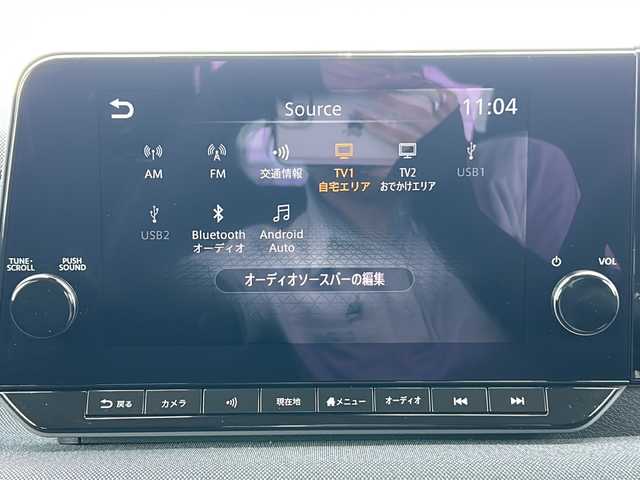 Source
11:04
AM
FM
交通情報
TV1
自宅エリア
TV2
おでかけエリア
USB1
USB2
Bluetooth
オーディオ
Android
Auto
オーディオソースバーの編集
TUNE・
SCROLL
PUSH
SOUND
VOL
戻る
カメラ
現在地
メニュー
オーディオ